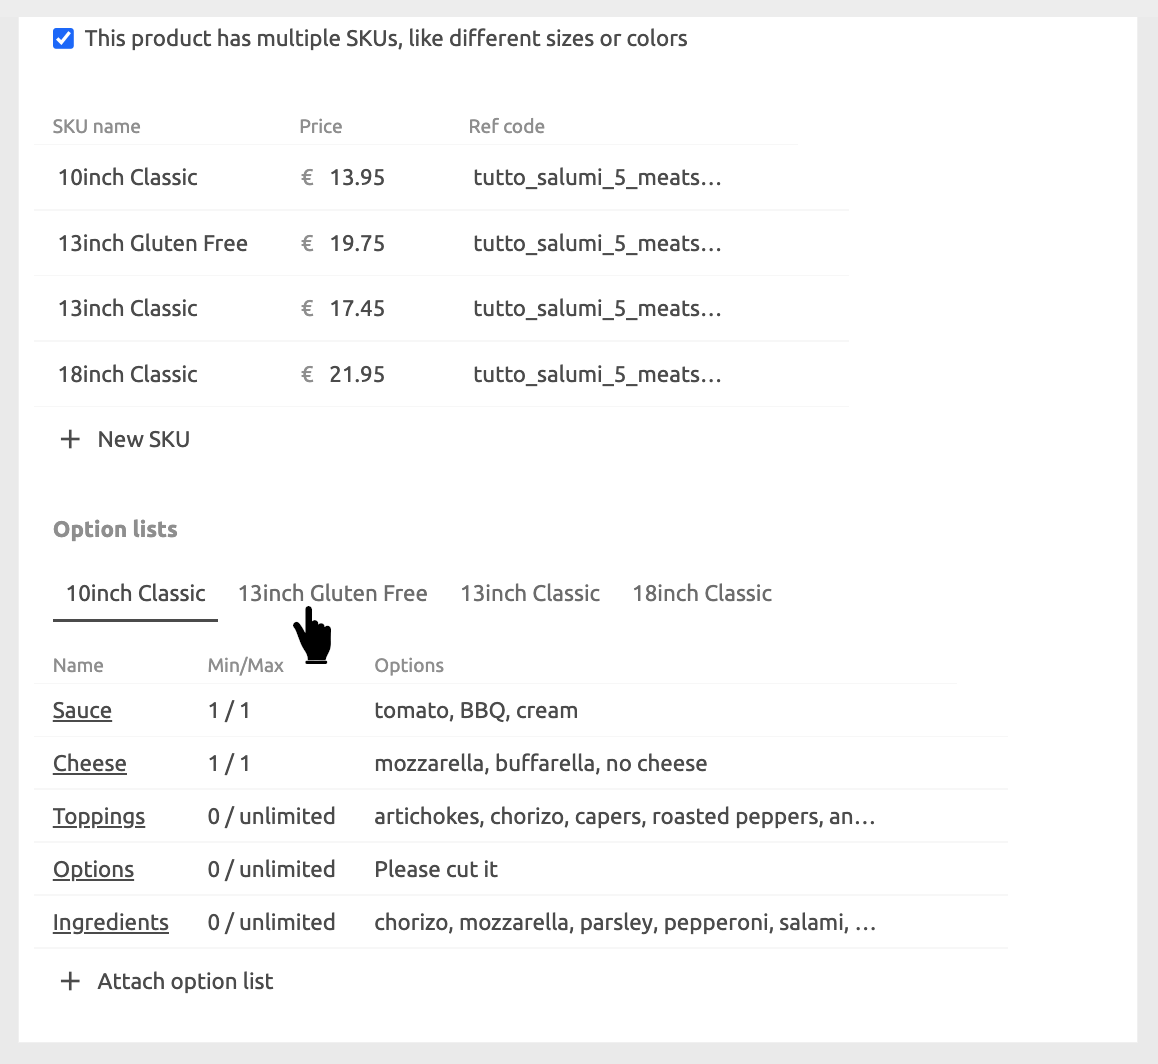 This product has multiple SKUs, like different sizes or colors
SKU name Price Ref code
10inch Classic € 13.95 tutto_salumi_5_meats...
13inch Gluten Free € 19.75 tutto_salumi_5_meats...
13inch Classic € 17.45 tutto_salumi_5_meats...
18inch Classic € 21.95 tutto_salumi_5_meats...
+ New SKU
Option lists
10inch Classic 13inch Gluten Free 13inch Classic 18inch Classic
Name Min/Max Options
Sauce 1 / 1 tomato, BBQ, cream
Cheese 1 / 1 mozzarella, buffarella, no cheese
Toppings 0 / unlimited artichokes, chorizo, capers, roasted peppers, an...
Options 0 / unlimited Please cut it
Ingredients 0 / unlimited chorizo, mozzarella, parsley, pepperoni, salami, ...
+ Attach option list